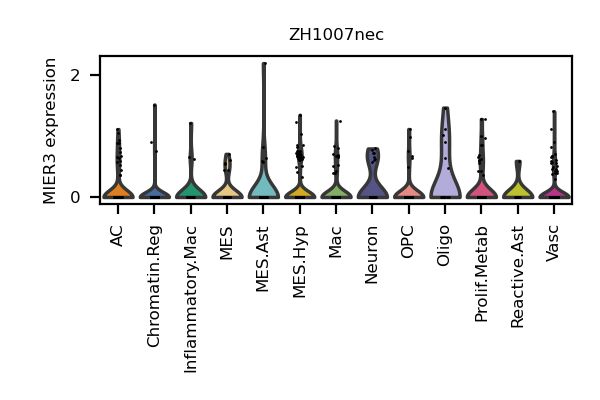 ZH1007nec
MIER3 expression
2
0
AC
Chromatin.Reg
Inflammatory.Mac
MES
MES.Ast
MES.Hyp
Mac
Neuron
OPC
Oligo
Prolif.Metab
Reactive.Ast
Vasc